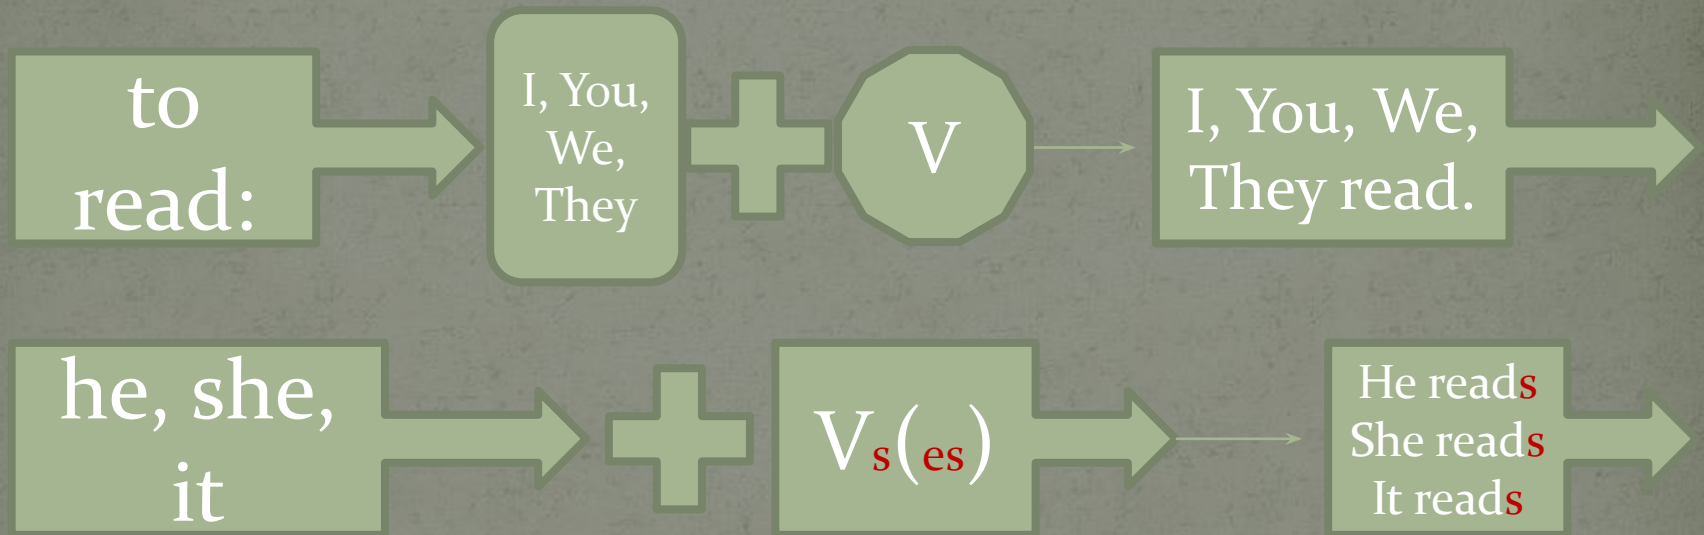 to
read:
I, You,
We,
They
V
I, You, We,
They read.
he, she,
it
Vs(es)
He reads
She reads
It reads